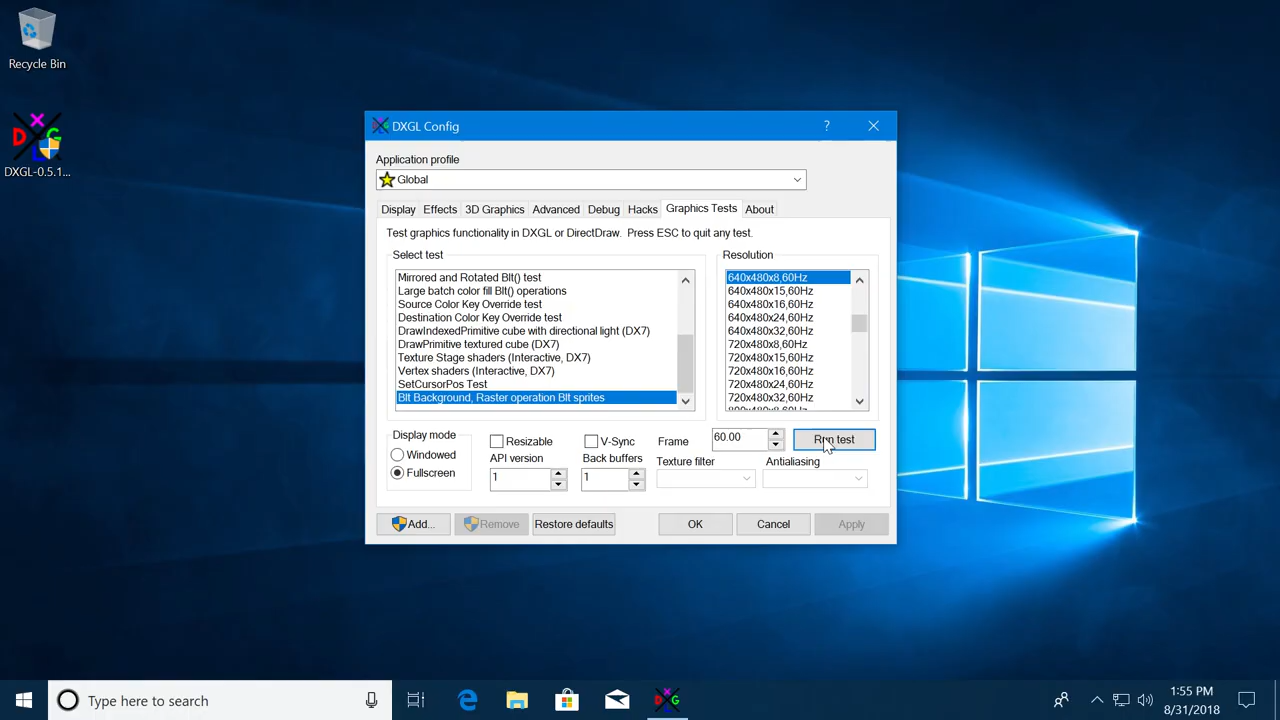 Recycle Bin
DXGL-0.5.1...
DXGL Config
?
Application profile
Global
Display Effects 3D Graphics Advanced Debug Hacks Graphics Tests About
Test graphics functionality in DXGL or DirectDraw. Press ESC to quit any test.
Select test
Mirrored and Rotated Blt() test
Large batch color fill Blt() operations
Source Color Key Override test
Destination Color Key Override test
DrawIndexedPrimitive cube with directional light (DX7)
DrawPrimitive textured cube (DX7)
Texture Stage shaders (Interactive, DX7)
Vertex shaders (Interactive, DX7)
SetCursorPos Test
Blt Background, Raster operation Blt sprites
Resolution
640x480x8,60Hz
640x480x15,60Hz
640x480x16,60Hz
640x480x24,60Hz
640x480x32,60Hz
720x480x8,60Hz
720x480x15,60Hz
720x480x16,60Hz
720x480x24,60Hz
720x480x32,60Hz
800x480x8,60Hz
Display mode
Windowed
Fullscreen
Resizable
V-Sync
Frame
60.00
Run test
API version
1
Back buffers
1
Texture filter
Antialiasing
Add...
Remove
Restore defaults
OK
Cancel
Apply
Type here to search
1:55 PM
8/31/2018